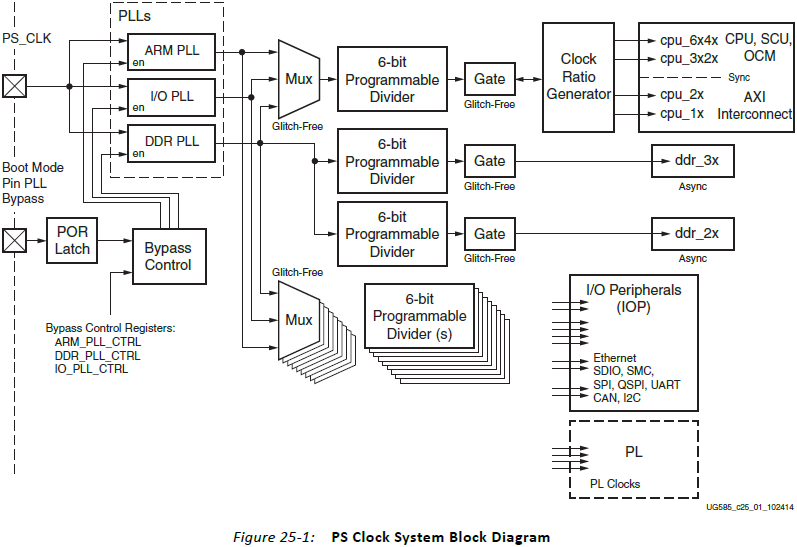 PLLs
PS_CLK
ARM PLL
en
I/O PLL
en
DDR PLL
en
Boot Mode
Pin PLL
Bypass
POR
Latch
Bypass
Control
Bypass Control Registers:
ARM_PLL_CTRL
DDR_PLL_CTRL
IO_PLL_CTRL
Mux
Glitch-Free
6-bit
Programmable
Divider
Gate
Glitch-Free
Clock
Ratio
Generator
cpu_6x4x
cpu_3x2x
CPU, SCU,
OCM
Sync
cpu_2x
cpu_1x
AXI
Interconnect
6-bit
Programmable
Divider
Gate
Glitch-Free
ddr_3x
Async
6-bit
Programmable
Divider
Gate
Glitch-Free
ddr_2x
Async
Glitch-Free
Mux
6-bit
Programmable
Divider (s)
I/O Peripherals
(IOP)
Ethernet
SDIO, SMC,
SPI, QSPI, UART
CAN, I2C
PL
PL Clocks
UG585_c25_01_102414
Figure 25-1: PS Clock System Block Diagram